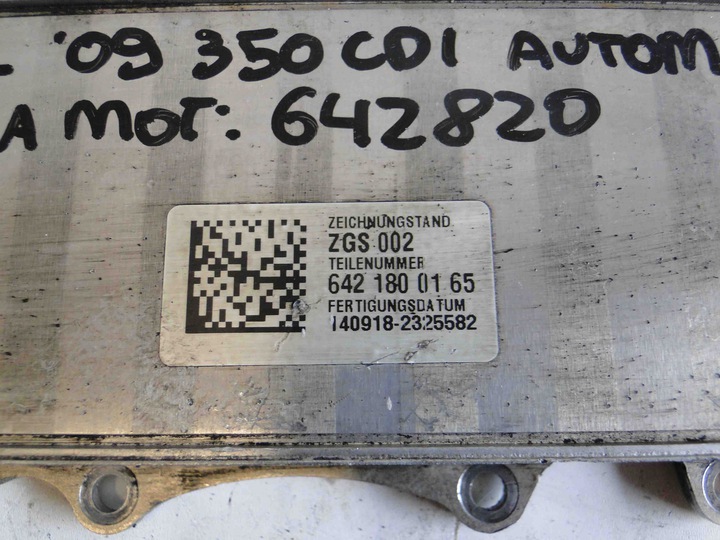 '09 350 CDI AUTOM
A MOT: 642820
ZEICHNUNGSTAND
ZGS 002
TEILENUMMER
642 180 01 65
FERTIGUNGSDATUM
140918-2325582